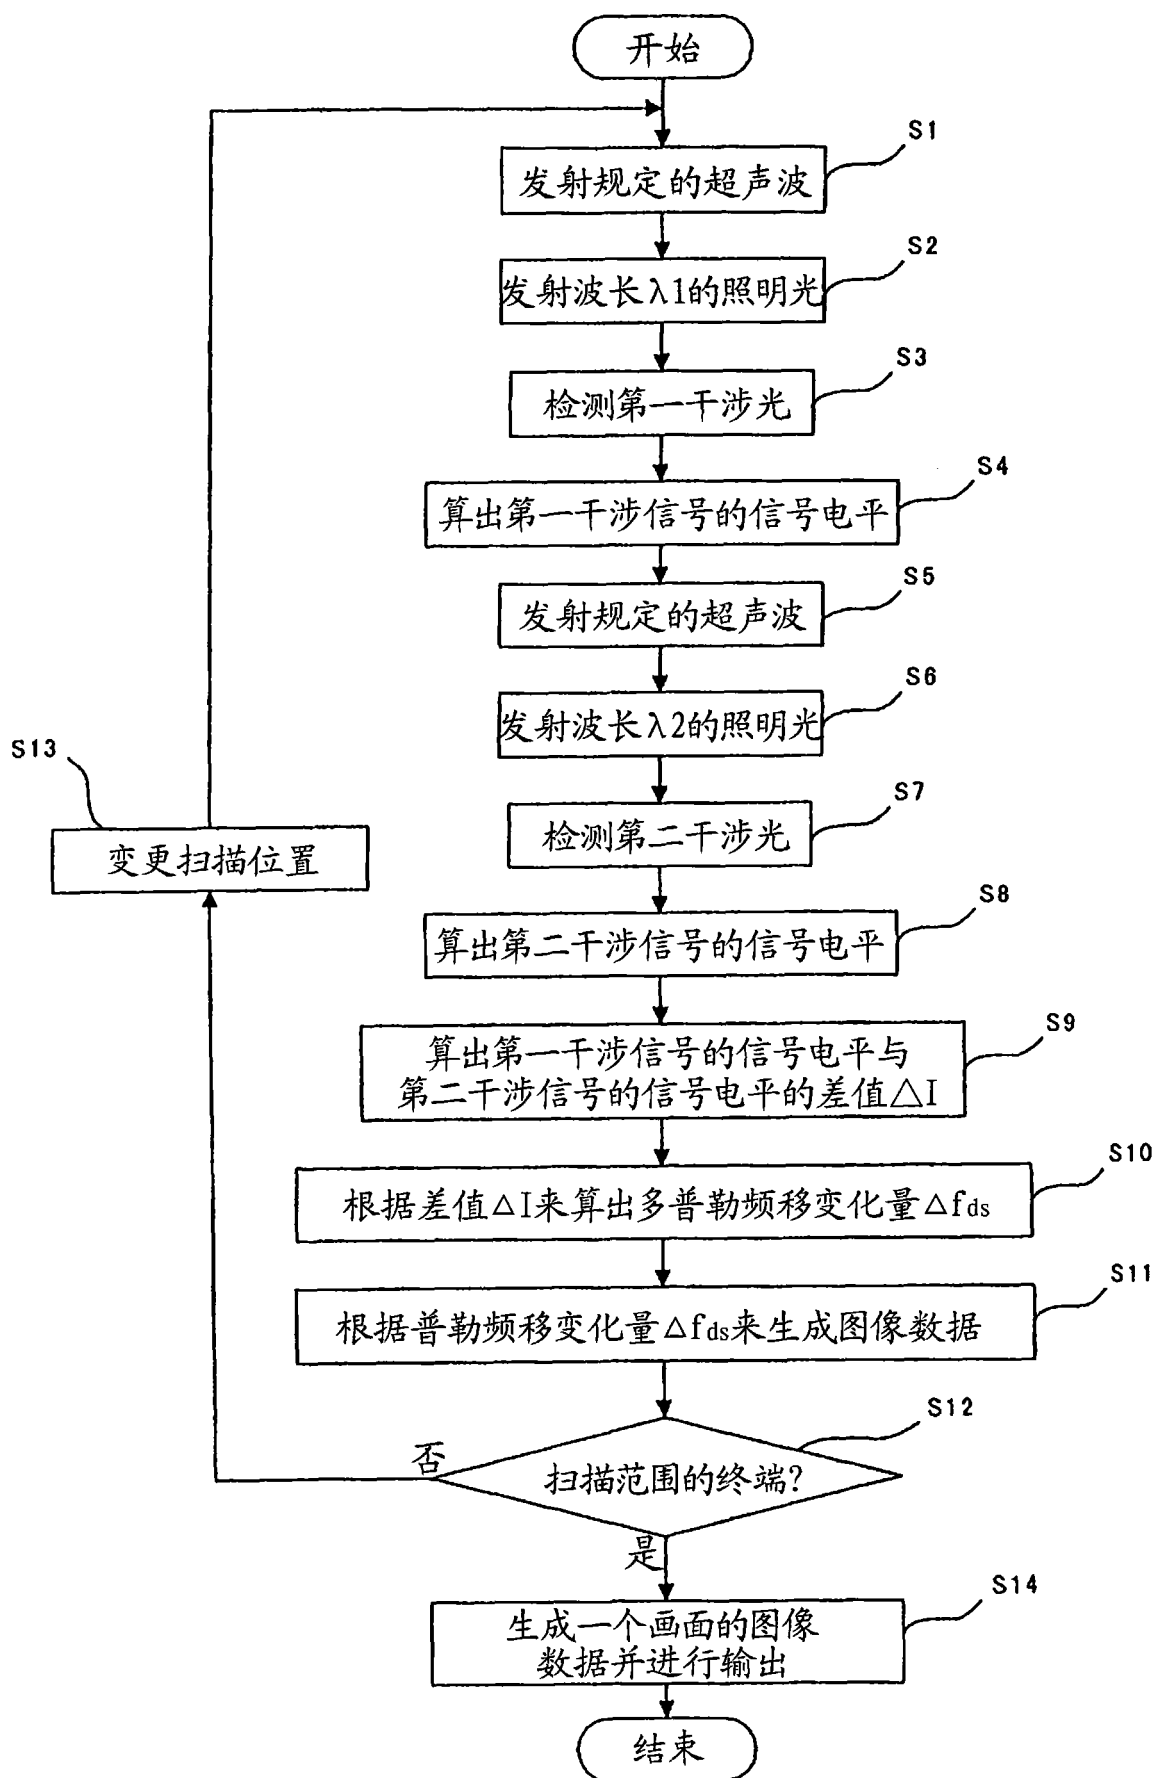 开始
S1
发射规定的超声波
S2
发射波长λ1的照明光
S3
检测第一干涉光
S4
算出第一干涉信号的信号电平
S5
发射规定的超声波
S6
发射波长λ2的照明光
S7
检测第二干涉光
S13
变更扫描位置
S8
算出第二干涉信号的信号电平
S9
算出第一干涉信号的信号电平与
第二干涉信号的信号电平的差值△I
S10
根据差值△I来算出多普勒频移变化量△fds
S11
根据普勒频移变化量△fds来生成图像数据
S12
否
扫描范围的终端?
是
S14
生成一个画面的图像
数据并进行输出
结束